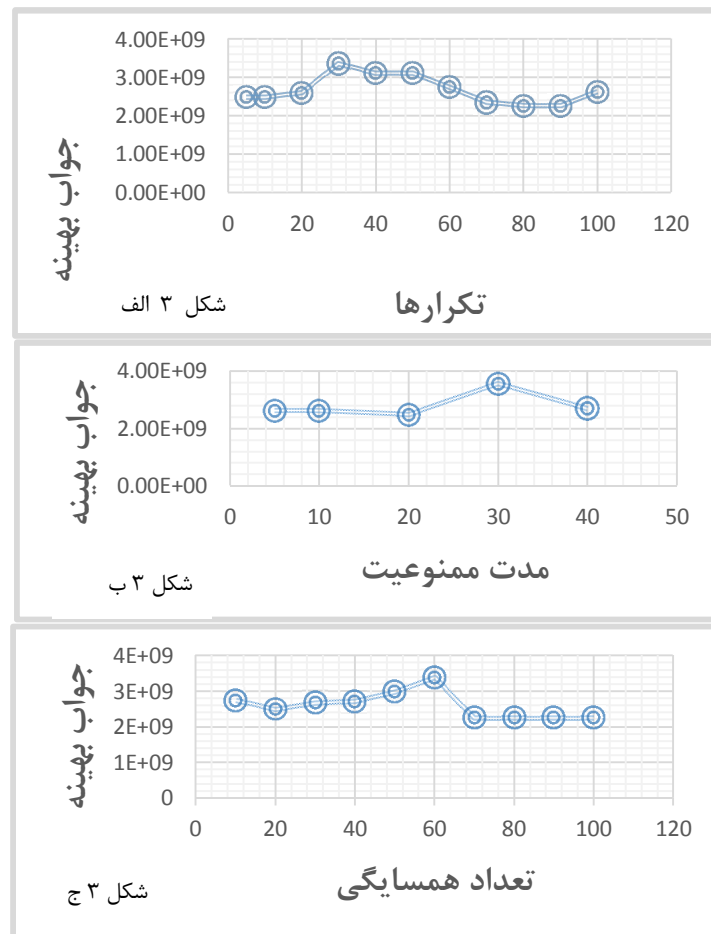 4.00E+09
3.00E+09
2.00E+09
1.00E+09
0.00E+00
جواب بهینه
0 20 40 60 80 100 120
تکرارها
شکل ۳ الف
4.00E+09
2.00E+09
0.00E+00
جواب بهینه
0 10 20 30 40 50
مدت ممنوعیت
شکل ۳ ب
4E+09
3E+09
2E+09
1E+09
0
جواب بهینه
0 20 40 60 80 100 120
تعداد همسایگی
شکل ۳ ج